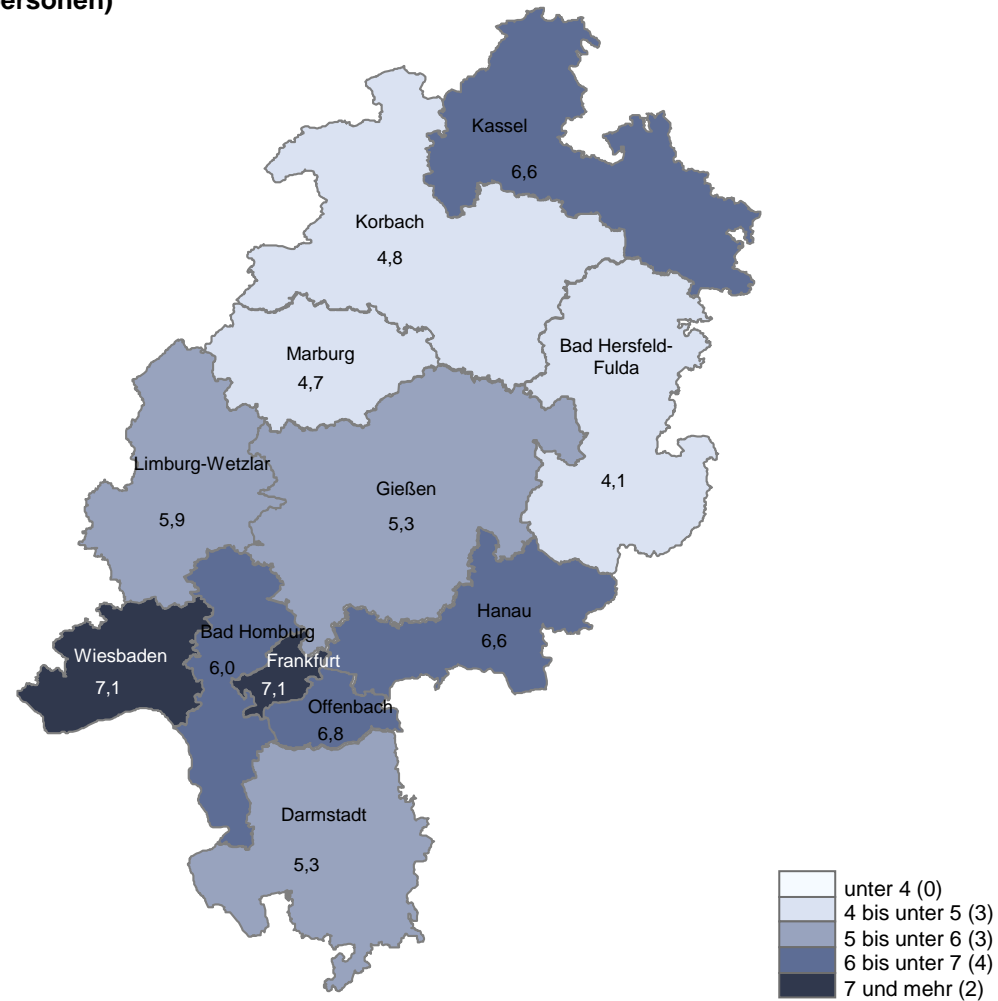 ersonen)
Kassel
6,6
Korbach
4,8
Marburg
4,7
Bad Hersfeld-
Fulda
4,1
Limburg-Wetzlar
5,9
Gießen
5,3
Hanau
6,6
Bad Homburg
6,0
Wiesbaden
7,1
Frankfurt
7,1
Offenbach
6,8
Darmstadt
5,3
unter 4 (0)
4 bis unter 5 (3)
5 bis unter 6 (3)
6 bis unter 7 (4)
7 und mehr (2)